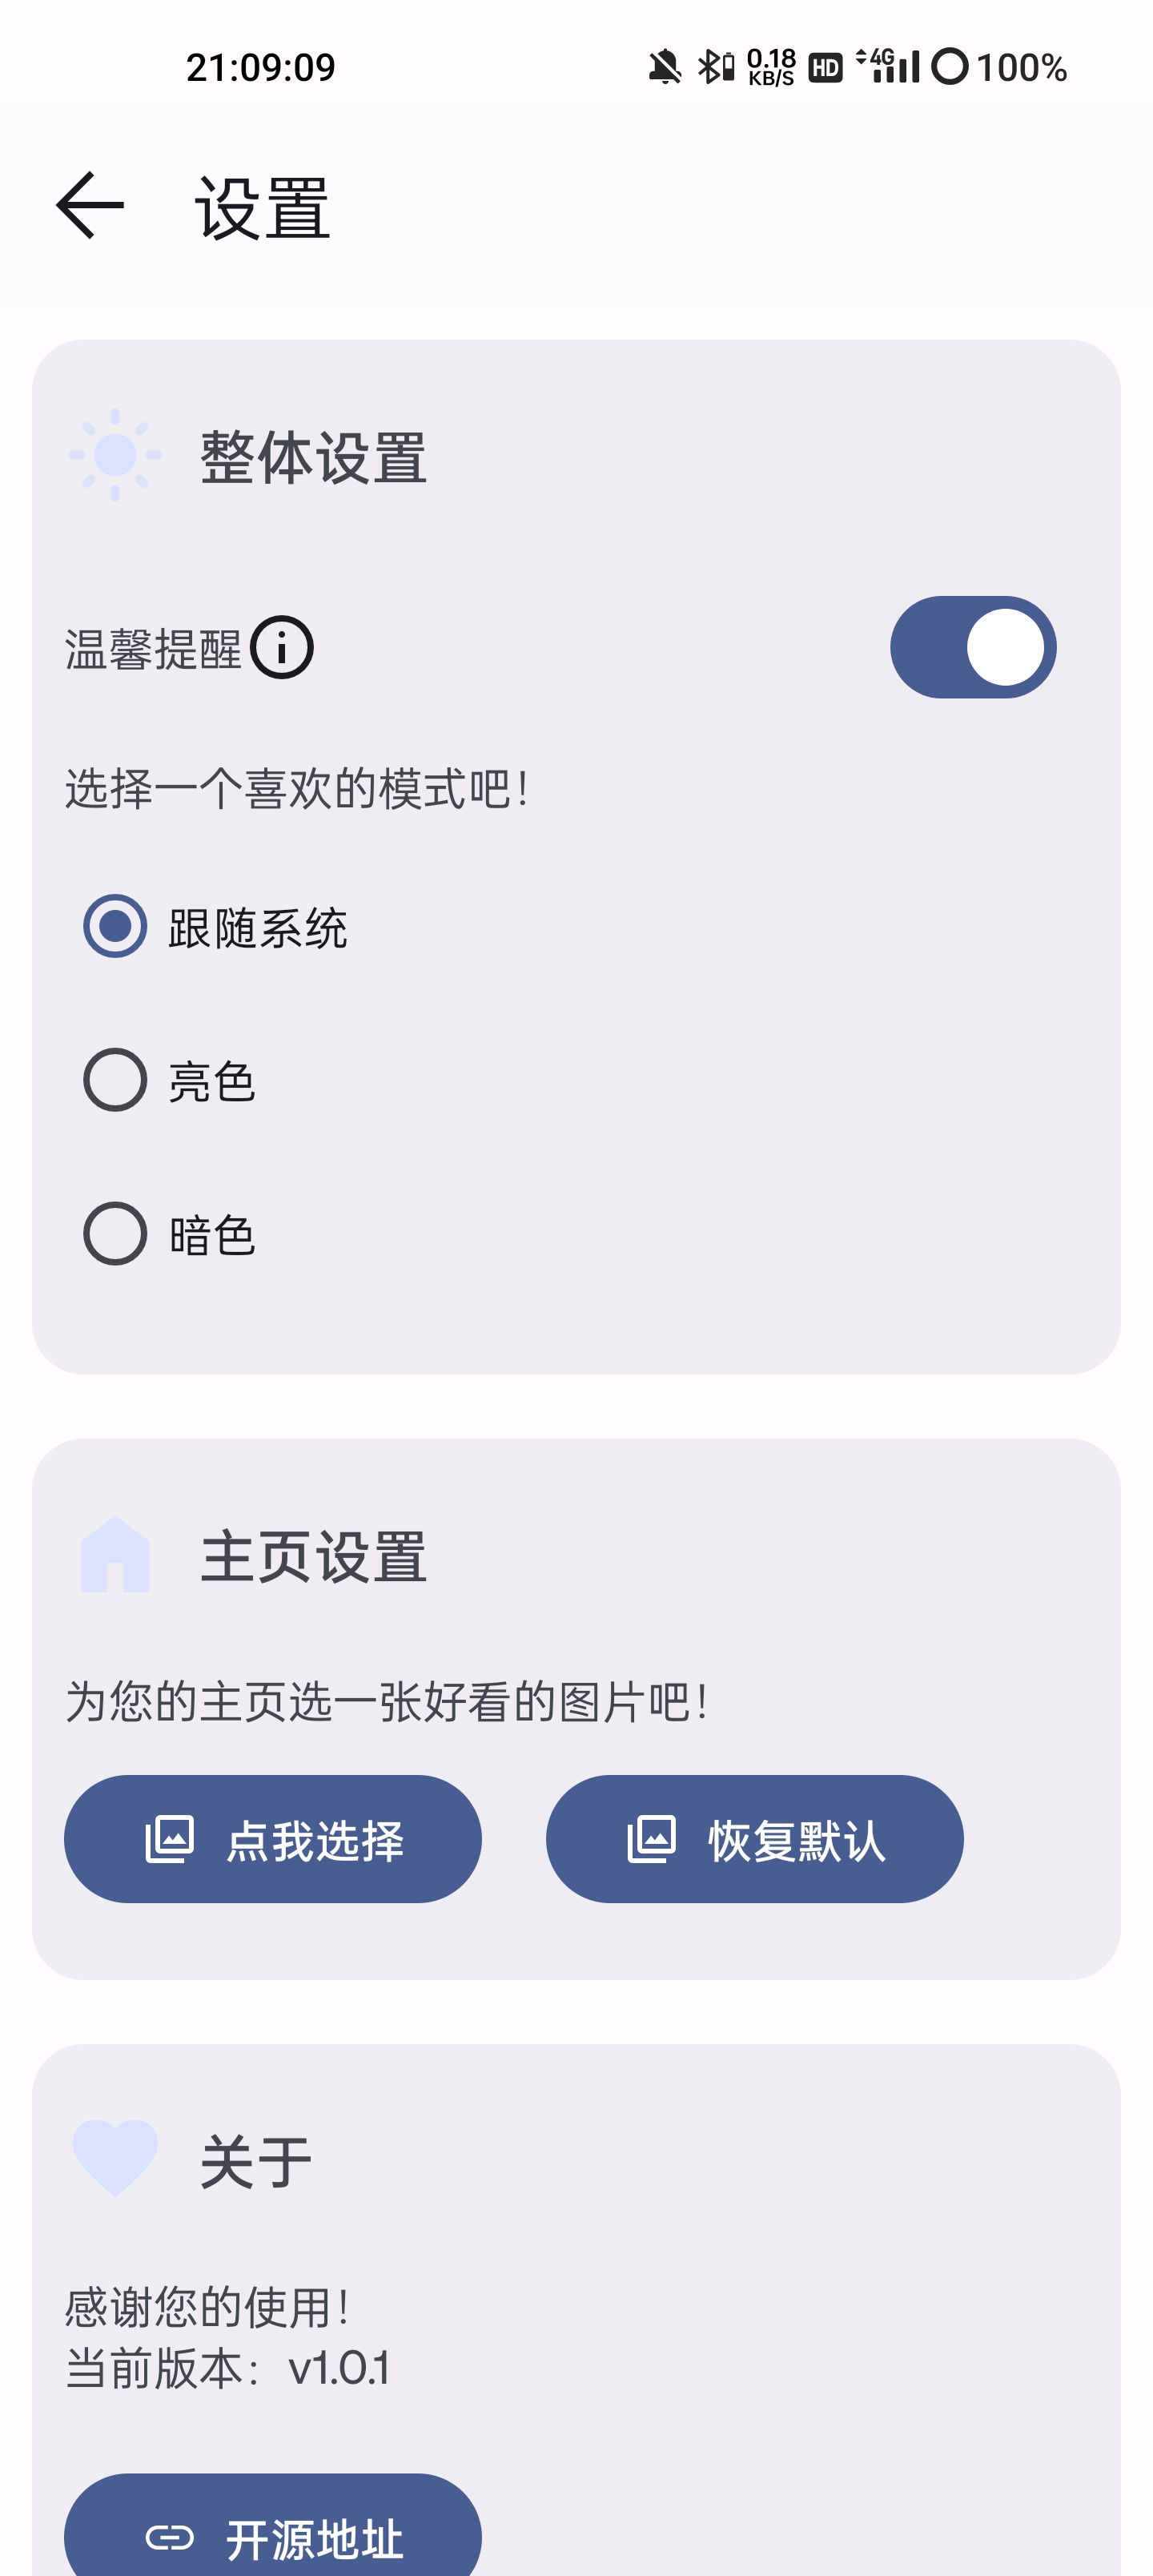 21:09:09
0.18
KB/S
HD
4G
100%
设置
整体设置
温馨提醒
选择一个喜欢的模式吧！
跟随系统
亮色
暗色
主页设置
为您的主页选一张好看的图片吧！
点我选择
恢复默认
关于
感谢您的使用！
当前版本：v1.0.1
开源地址